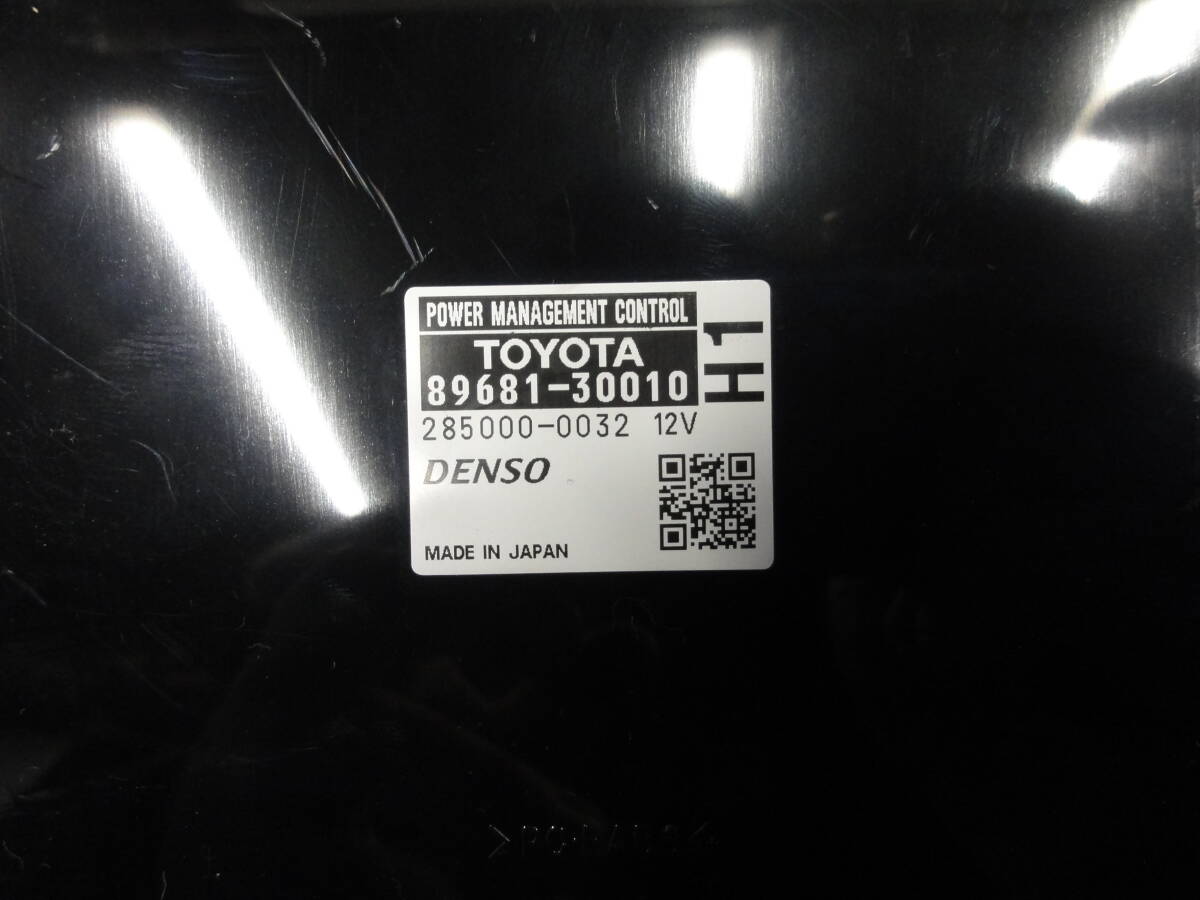 POWER MANAGEMENT CONTROL
TOYOTA
89681-30010
H1
285000-0032 12V
DENSO
MADE IN JAPAN